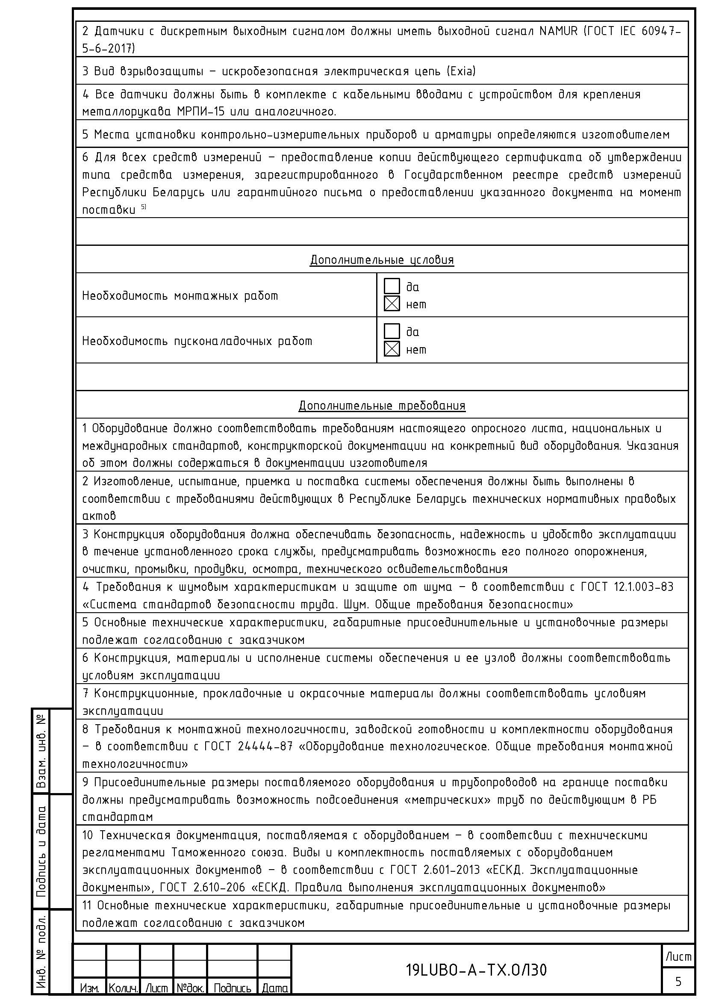 2 Датчики с дискретным выходным сигналом должны иметь выходной сигнал NAMUR (ГОСТ IEC 60947-
5-6-2017)
3 Вид взрывозащиты – искробезопасная электрическая цепь (Exia)
4 Все датчики должны быть в комплекте с кабельными вводами с устройством для крепления
металлорукава МРПИ-15 или аналогичного.
5 Места установки контрольно-измерительных приборов и арматуры определяются изготовителем
6 Для всех средств измерений – предоставление копии действующего сертификата об утверждении
типа средства измерения, зарегистрированного в Государственном реестре средств измерений
Республики Беларусь или гарантийного письма о предоставлении указанного документа на момент
поставки 5)
Дополнительные условия
Необходимость монтажных работ
да
нет
Необходимость пусконаладочных работ
да
нет
Дополнительные требования
1 Оборудование должно соответствовать требованиям настоящего опросного листа, национальных и
международных стандартов, конструкторской документации на конкретный вид оборудования. Указания
об этом должны содержаться в документации изготовителя
2 Изготовление, испытание, приемка и поставка системы обеспечения должны быть выполнены в
соответствии с требованиями действующих в Республике Беларусь технических нормативных правовых
актов
3 Конструкция оборудования должна обеспечивать безопасность, надежность и удобство эксплуатации
в течение установленного срока службы, предусматривать возможность его полного опорожнения,
очистки, промывки, продувки, осмотра, технического освидетельствования
4 Требования к шумовым характеристикам и защите от шума – в соответствии с ГОСТ 12.1.003-83
«Система стандартов безопасности труда. Шум. Общие требования безопасности»
5 Основные технические характеристики, габаритные присоединительные и установочные размеры
подлежат согласованию с заказчиком
6 Конструкция, материалы и исполнение системы обеспечения и ее узлов должны соответствовать
условиям эксплуатации
7 Конструкционные, прокладочные и окрасочные материалы должны соответствовать условиям
эксплуатации
8 Требования к монтажной технологичности, заводской готовности и комплектности оборудования
– в соответствии с ГОСТ 24444-87 «Оборудование технологическое. Общие требования монтажной
технологичности»
9 Присоединительные размеры поставляемого оборудования и трубопроводов на границе поставки
должны предусматривать возможность подсоединения «метрических» труб по действующим в РБ
стандартам
10 Техническая документация, поставляемая с оборудованием – в соответсвии с техническими
регламентами Таможенного союза. Виды и комплектность поставляемых с оборудованием
эксплуатационных документов – в соответствии с ГОСТ 2.601-2013 «ЕСКД. Эксплуатационные
документы», ГОСТ 2.610-206 «ЕСКД. Правила выполнения эксплуатационных документов»
11 Основные технические характеристики, габаритные присоединительные и установочные размеры
подлежат согласованию с заказчиком
Взам. инв. №
Подпись и дата
Инв. № подл.
Изм. Колич. Лист №док. Подпись Дата
19LUBO-A-TX.ОЛ30
Лист
5